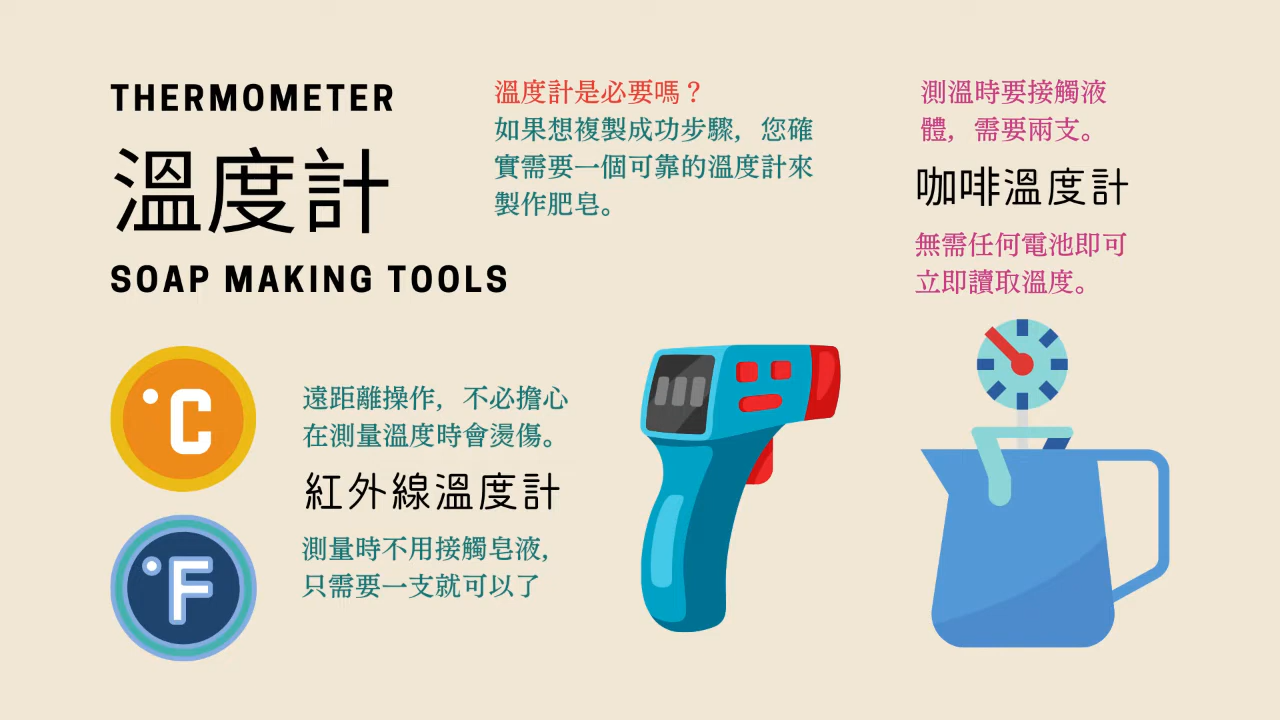 THERMOMETER
溫度計
SOAP MAKING TOOLS
溫度計是必要嗎？
如果想複製成功步驟，您確
實需要一個可靠的溫度計來
製作肥皂。
測溫時要接觸液
體，需要兩支。
咖啡溫度計
無需任何電池即可
立即讀取溫度。
°C
°F
遠距離操作，不必擔心
在測量溫度時會燙傷。
紅外線溫度計
測量時不用接觸皂液，
只需要一支就可以了